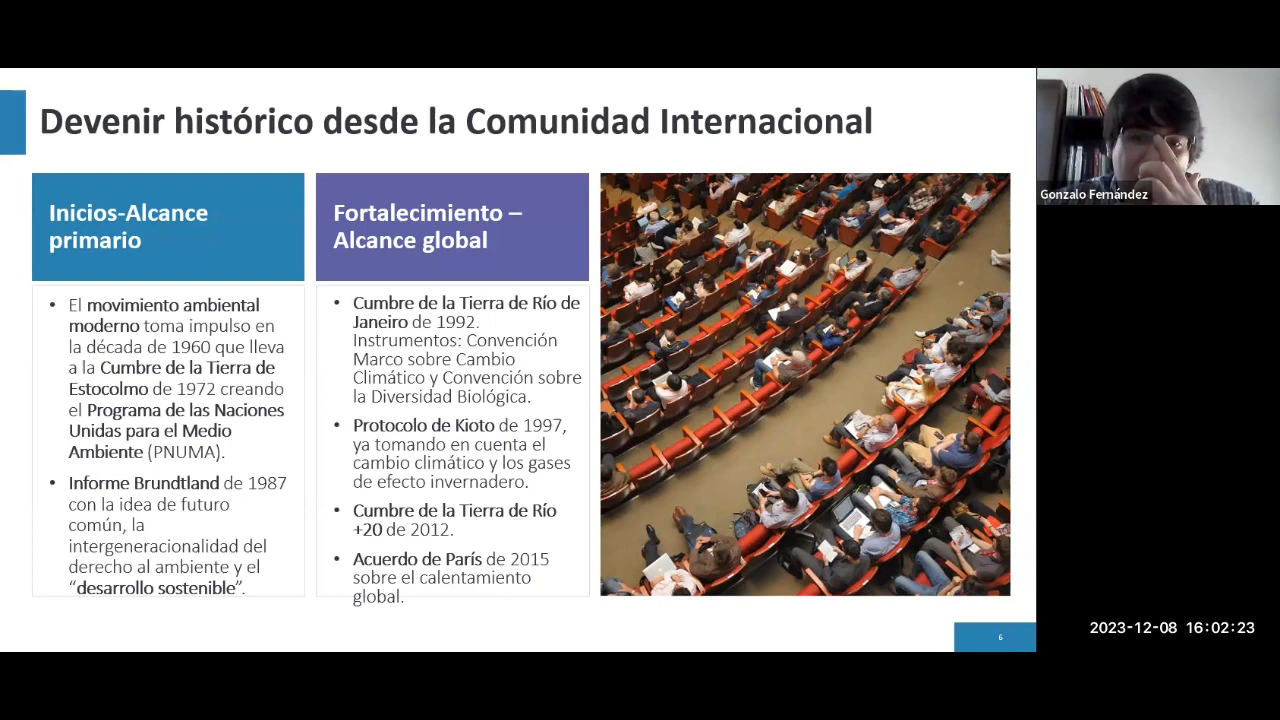 Devenir histórico desde la Comunidad Internacional
Inicios-Alcance
primario
• El movimiento ambiental
moderno toma impulso en
la década de 1960 que lleva
a la Cumbre de la Tierra de
Estocolmo de 1972 creando
el Programa de las Naciones
Unidas para el Medio
Ambiente (PNUMA).
• Informe Brundtland de 1987
con la idea de futuro
común, la
intergeneracionalidad del
derecho al ambiente y el
“desarrollo sostenible”.
Fortalecimiento –
Alcance global
• Cumbre de la Tierra de Río de
Janeiro de 1992.
Instrumentos: Convención
Marco sobre Cambio
Climático y Convención sobre
la Diversidad Biológica.
• Protocolo de Kioto de 1997,
ya tomando en cuenta el
cambio climático y los gases
de efecto invernadero.
• Cumbre de la Tierra de Río
+20 de 2012.
• Acuerdo de París de 2015
sobre el calentamiento
global.
6
Gonzalo Fernández
2023-12-08 16:02:23